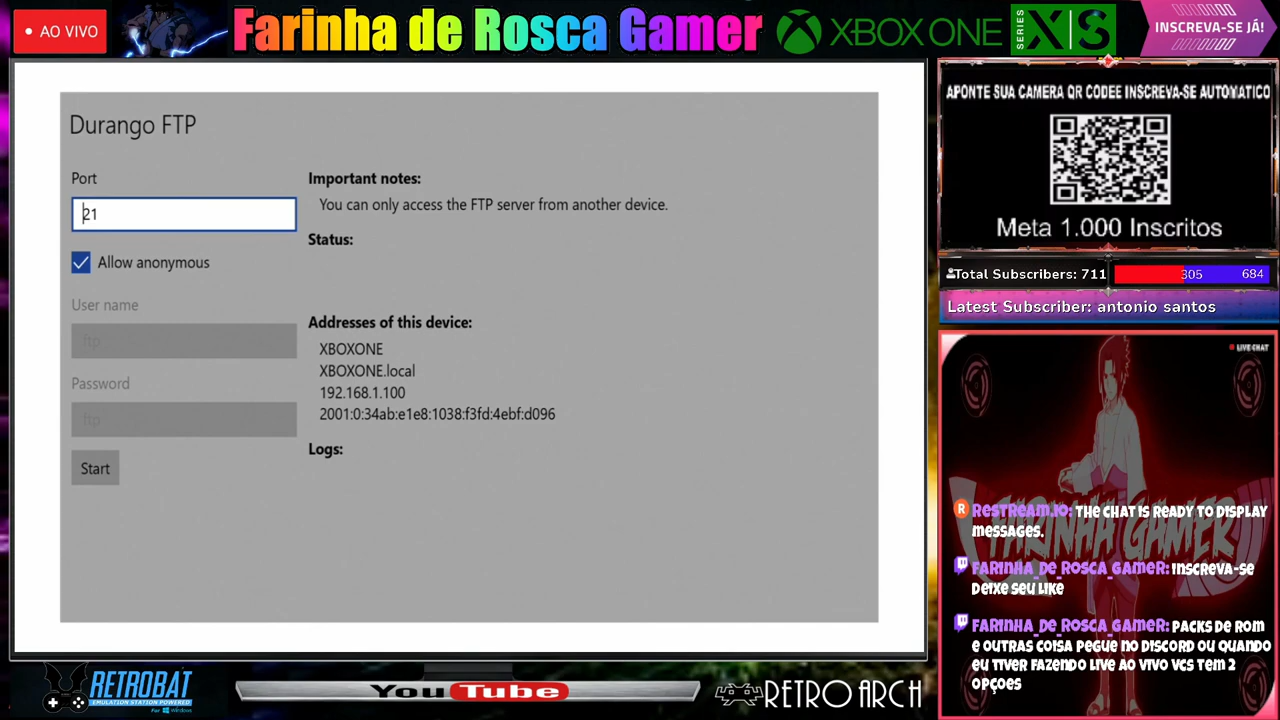 AO VIVO
Farinha de Rosca Gamer
XBOX ONE
SERIES X|S
INSCREVA-SE JÁ!
Durango FTP
Port
21
Allow anonymous
User name
ftp
Password
ftp
Start
Important notes:
You can only access the FTP server from another device.
Status:
Addresses of this device:
XBOXONE
XBOXONE.local
192.168.1.100
2001:0:34ab:e1e8:1038:f3fd:4ebf:d096
Logs:
APONTE SUA CAMERA QR CODEE INSCREVA-SE AUTOMATICO
Meta 1.000 Inscritos
Total Subscribers: 711
305
684
Latest Subscriber: antonio santos
LIVE CHAT
FARINHA GAMER
R Restream.io: The chat is ready to display
messages.
Farinha_de_Rosca_Gamer: Inscreva-se
deixe seu like
Farinha_de_Rosca_Gamer: packs de rom
e outras coisa pegue no discord ou quando
eu tiver fazendo live ao vivo vcs tem 2
opçoes
RETROBAT
EMULATION STATION POWERED
For Windows
YouTube
RETRO ARCH